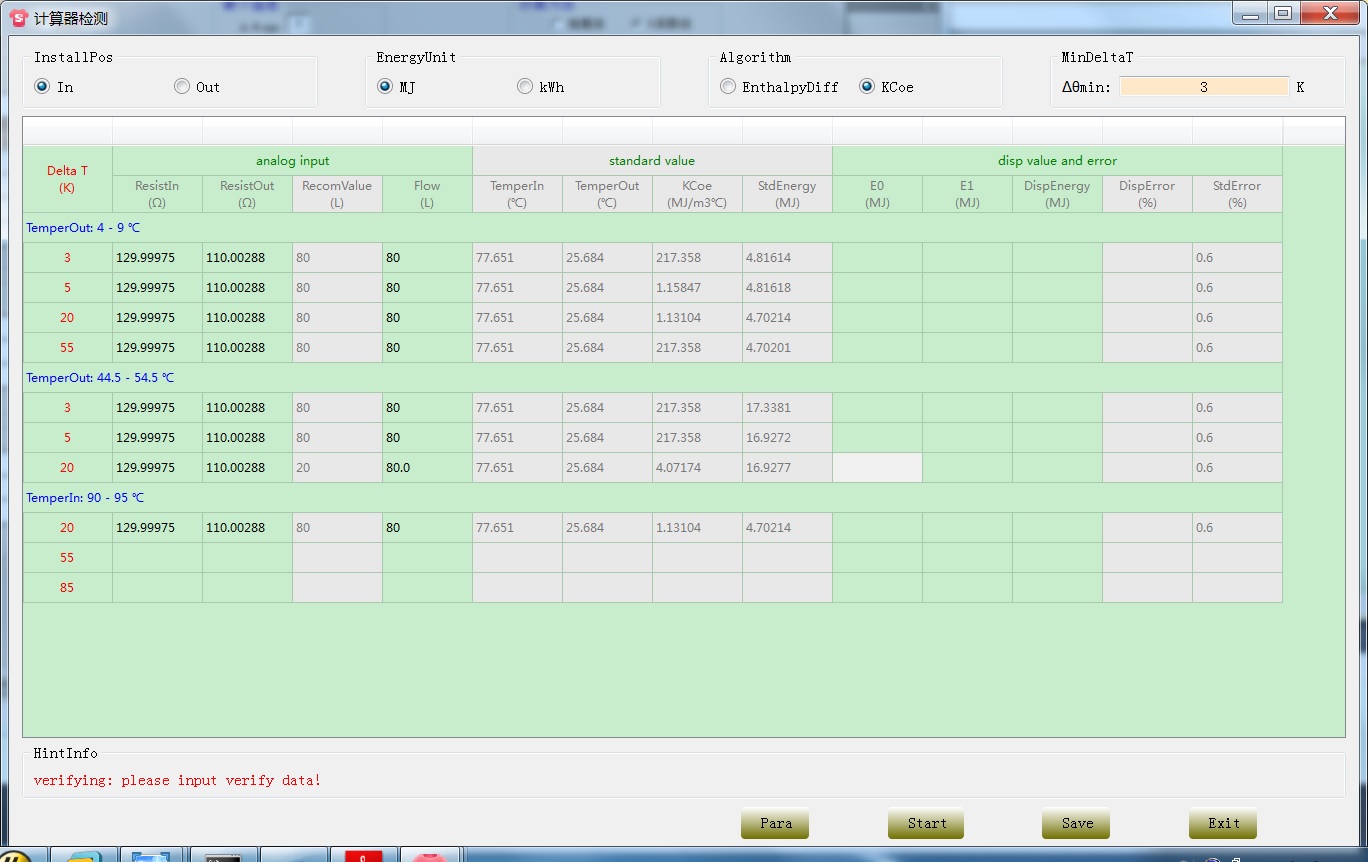 计算器检测
InstallPos EnergyUnit Algorithm MinDeltaT
In Out MJ kWh EnthalpyDiff KCoe Δθmin: 3 K
analog input standard value disp value and error
Delta T (K) ResistIn (Ω) ResistOut (Ω) RecomValue (L) Flow (L) TemperIn (℃) TemperOut (℃) KCoe (MJ/m3℃) StdEnergy (MJ) E0 (MJ) E1 (MJ) DispEnergy (MJ) DispError (%) StdError (%)
TemperOut: 4 - 9 ℃
3 129.99975 110.00288 80 80 77.651 25.684 217.358 4.81614 0.6
5 129.99975 110.00288 80 80 77.651 25.684 1.15847 4.81618 0.6
20 129.99975 110.00288 80 80 77.651 25.684 1.13104 4.70214 0.6
55 129.99975 110.00288 80 80 77.651 25.684 217.358 4.70201 0.6
TemperOut: 44.5 - 54.5 ℃
3 129.99975 110.00288 80 80 77.651 25.684 217.358 17.3381 0.6
5 129.99975 110.00288 80 80 77.651 25.684 217.358 16.9272 0.6
20 129.99975 110.00288 20 80.0 77.651 25.684 4.07174 16.9277 0.6
TemperIn: 90 - 95 ℃
20 129.99975 110.00288 80 80 77.651 25.684 1.13104 4.70214 0.6
55
85
HintInfo
verifying: please input verify data!
Para Start Save Exit